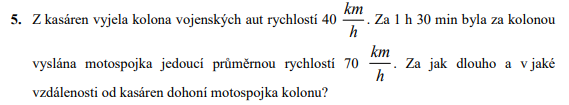 5. Z kasáren vyjela kolona vojenských aut rychlostí 40 km/h. Za 1 h 30 min byla za kolonou
vyslána motospojka jedoucí průměrnou rychlostí 70 km/h. Za jak dlouho a v jaké
vzdálenosti od kasáren dohoní motospojka kolonu?